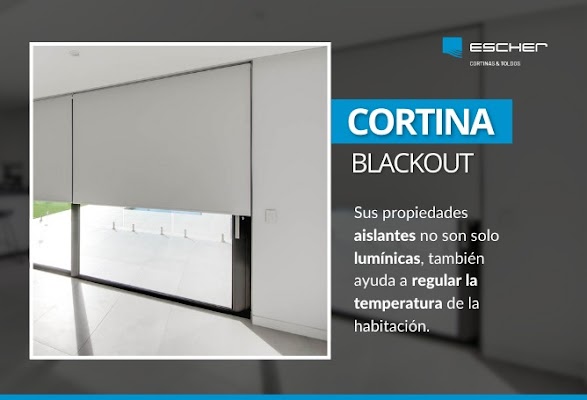 ESCHER
CORTINAS & TOLDOS
CORTINA
BLACKOUT
Sus propiedades
aislantes no son solo
lumínicas, también
ayuda a regular la
temperatura de la
habitación.